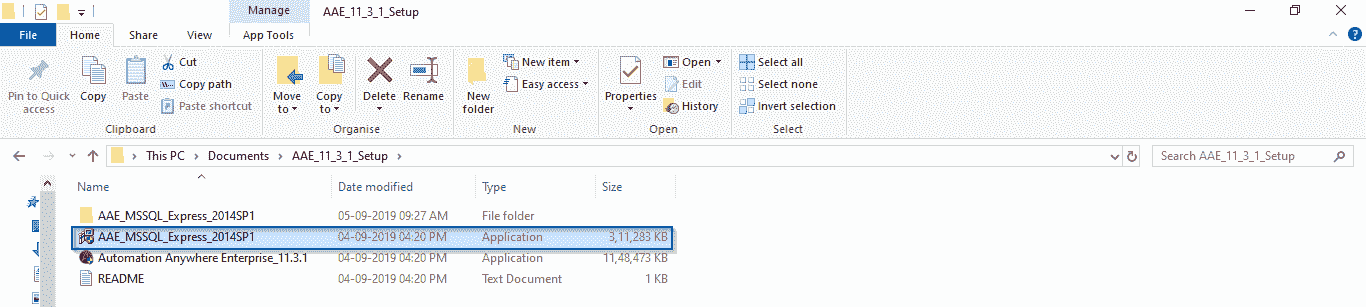 Manage AAE_11_3_1_Setup
File Home Share View App Tools
Pin to Quick access
Copy
Paste
Cut
Copy path
Paste shortcut
Clipboard
Move to
Copy to
Delete
Rename
Organise
New folder
New item
Easy access
New
Properties
Open
Edit
History
Open
Select all
Select none
Invert selection
Select
This PC Documents AAE_11_3_1_Setup Search AAE_11_3_1_Setup
Name Date modified Type Size
AAE_MSSQL_Express_2014SP1 05-09-2019 09:27 AM File folder
AAE_MSSQL_Express_2014SP1 04-09-2019 04:20 PM Application 3,11,283 KB
Automation Anywhere Enterprise_11.3.1 04-09-2019 04:20 PM Application 11,48,473 KB
README 04-09-2019 04:20 PM Text Document 1 KB